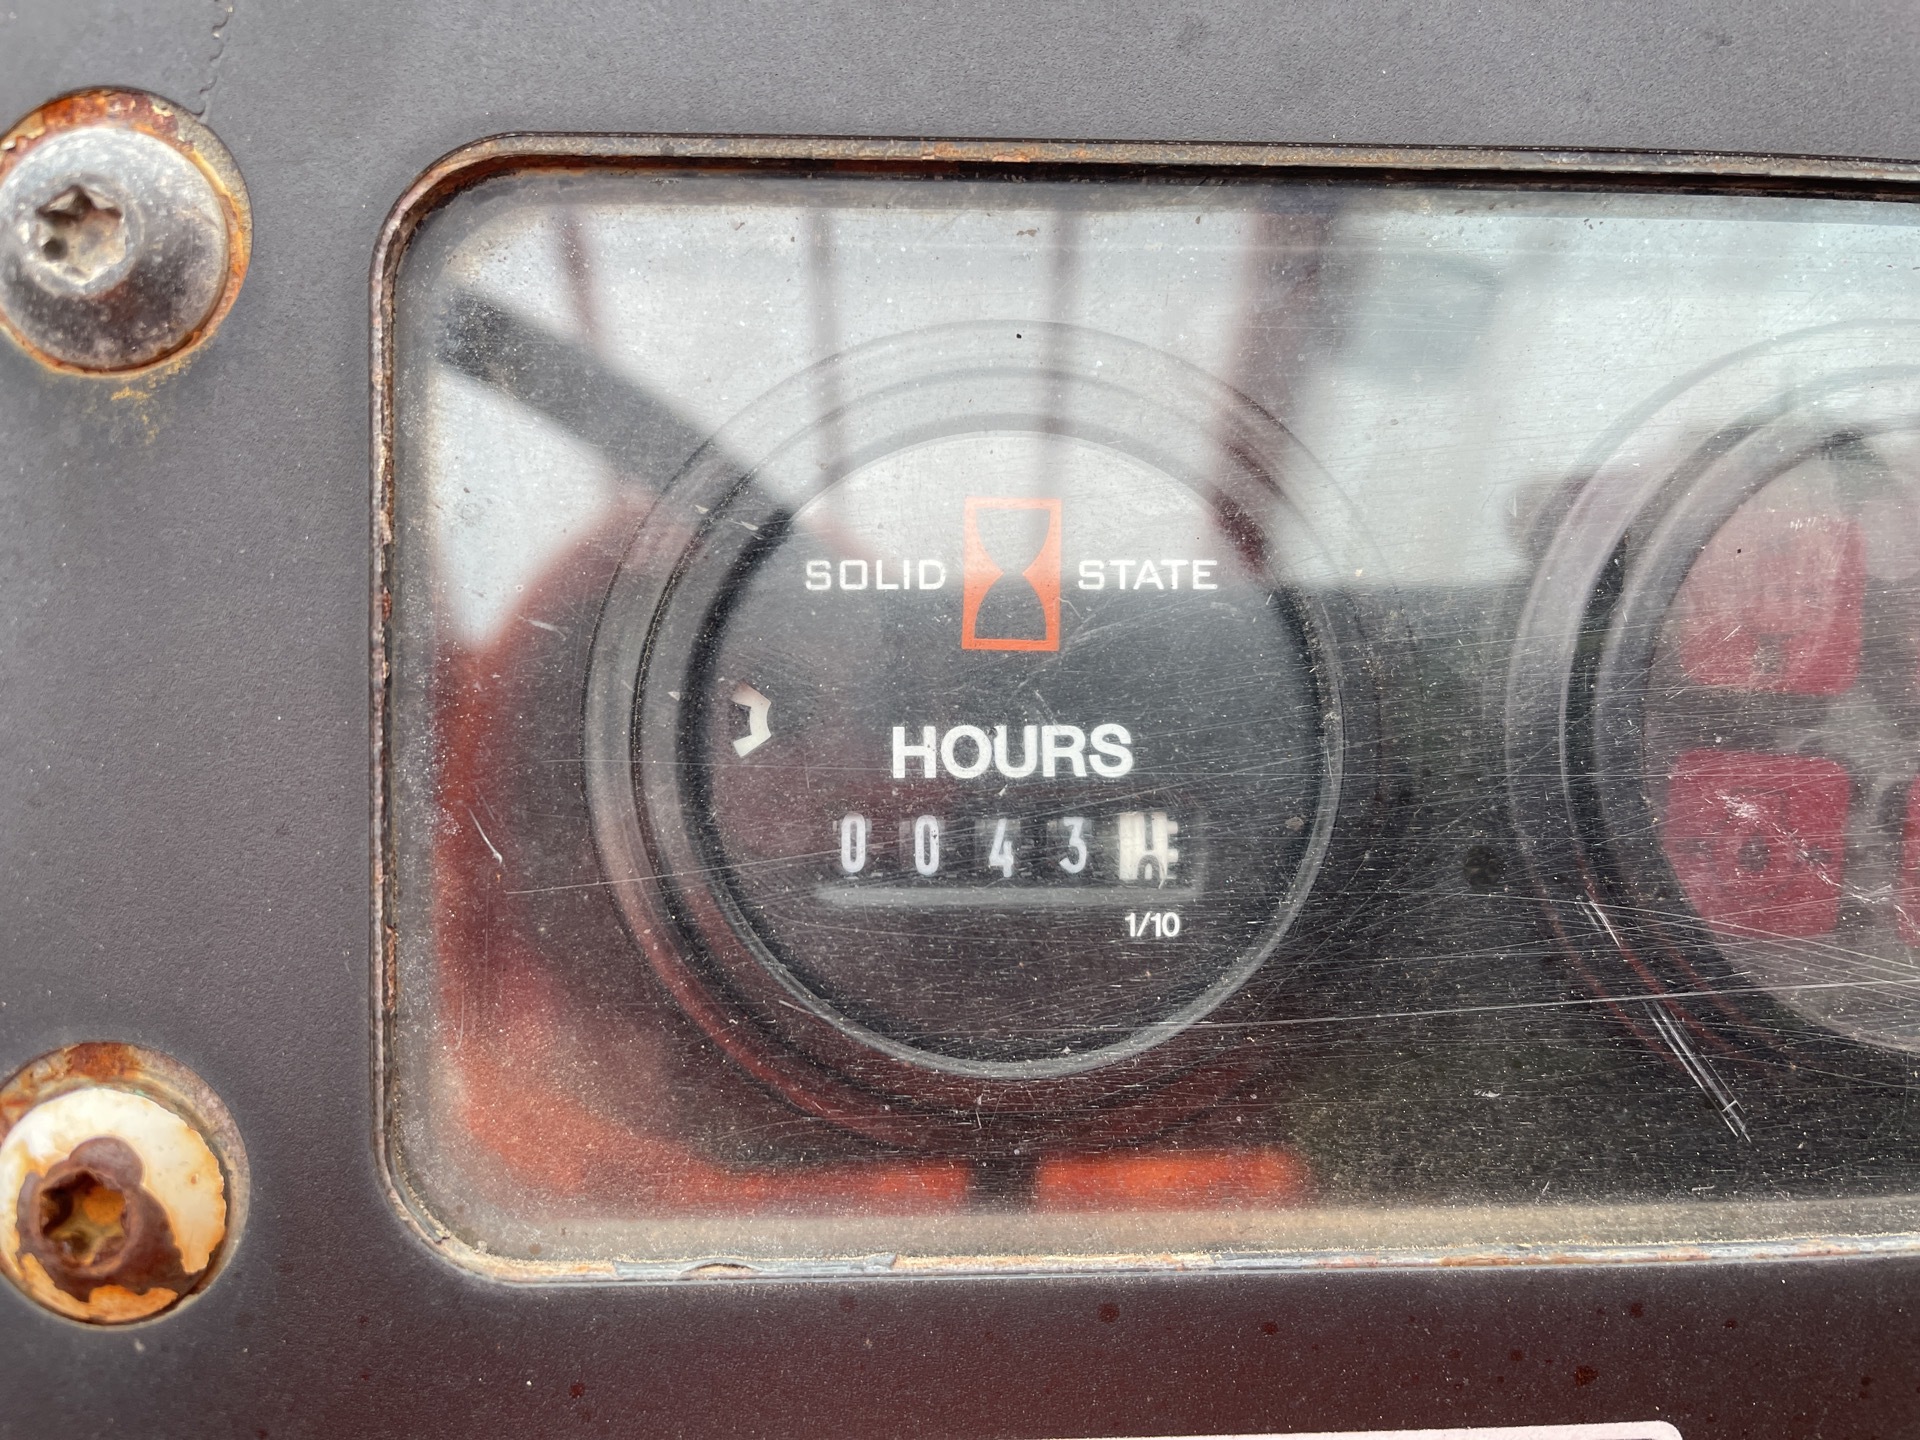 SOLID STATE
HOURS
0043
1/10